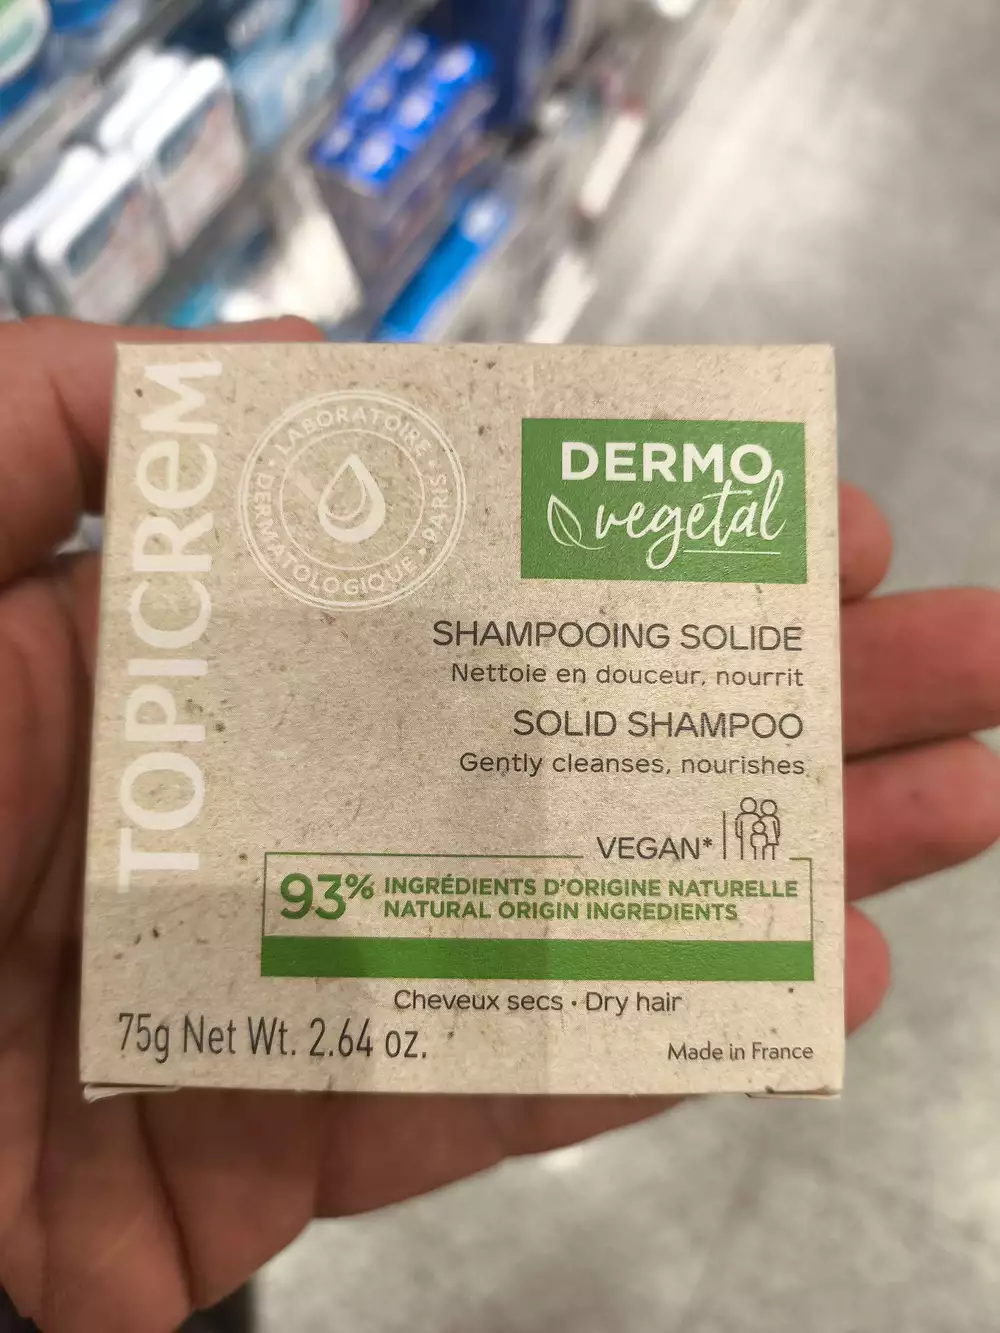 TOPICREM
LABORATOIRE • DERMATOLOGIQUE • PARIS •
DERMO
vegetal
SHAMPOOING SOLIDE
Nettoie en douceur, nourrit
SOLID SHAMPOO
Gently cleanses, nourishes
VEGAN*
93% INGRÉDIENTS D'ORIGINE NATURELLE
NATURAL ORIGIN INGREDIENTS
Cheveux secs • Dry hair
75g Net Wt. 2.64 oz.
Made in France